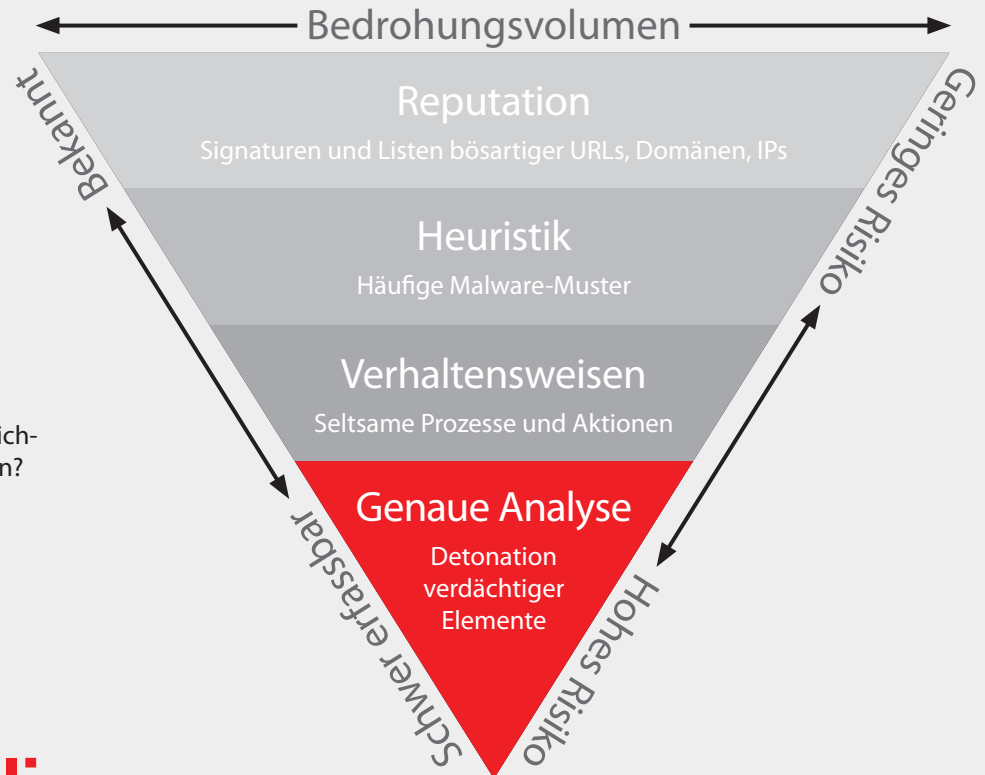 Bedrohungsvolumen
Bekannt
Geringes Risiko
Reputation
Signaturen und Listen bösartiger URLs, Domänen, IPs
Heuristik
Häufige Malware-Muster
Verhaltensweisen
Seltsame Prozesse und Aktionen
ich-
n?
Genaue Analyse
Detonation
verdächtiger
Elemente
Schwer erfassbar
Hohes Risiko